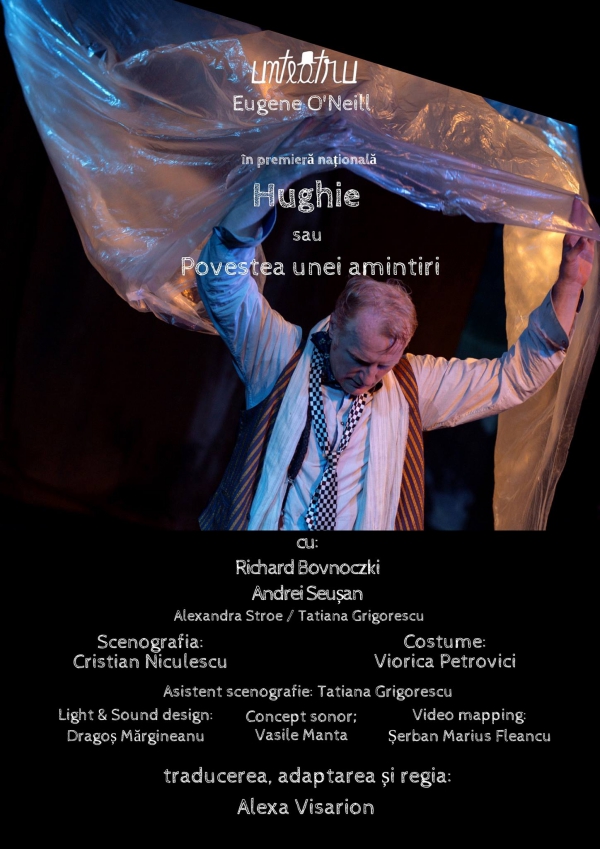 unteatru
Eugene O'Neill
în premieră națională
Hughie
sau
Povestea unei amintiri
cu:
Richard Bovnoczki
Andrei Seușan
Alexandra Stroe / Tatiana Grigorescu
Scenografia:
Cristian Niculescu
Costume:
Viorica Petrovici
Asistent scenografie: Tatiana Grigorescu
Light & Sound design:
Dragoș Mărgineanu
Concept sonor;
Vasile Manta
Video mapping:
Șerban Marius Fleancu
traducerea, adaptarea și regia:
Alexa Visarion